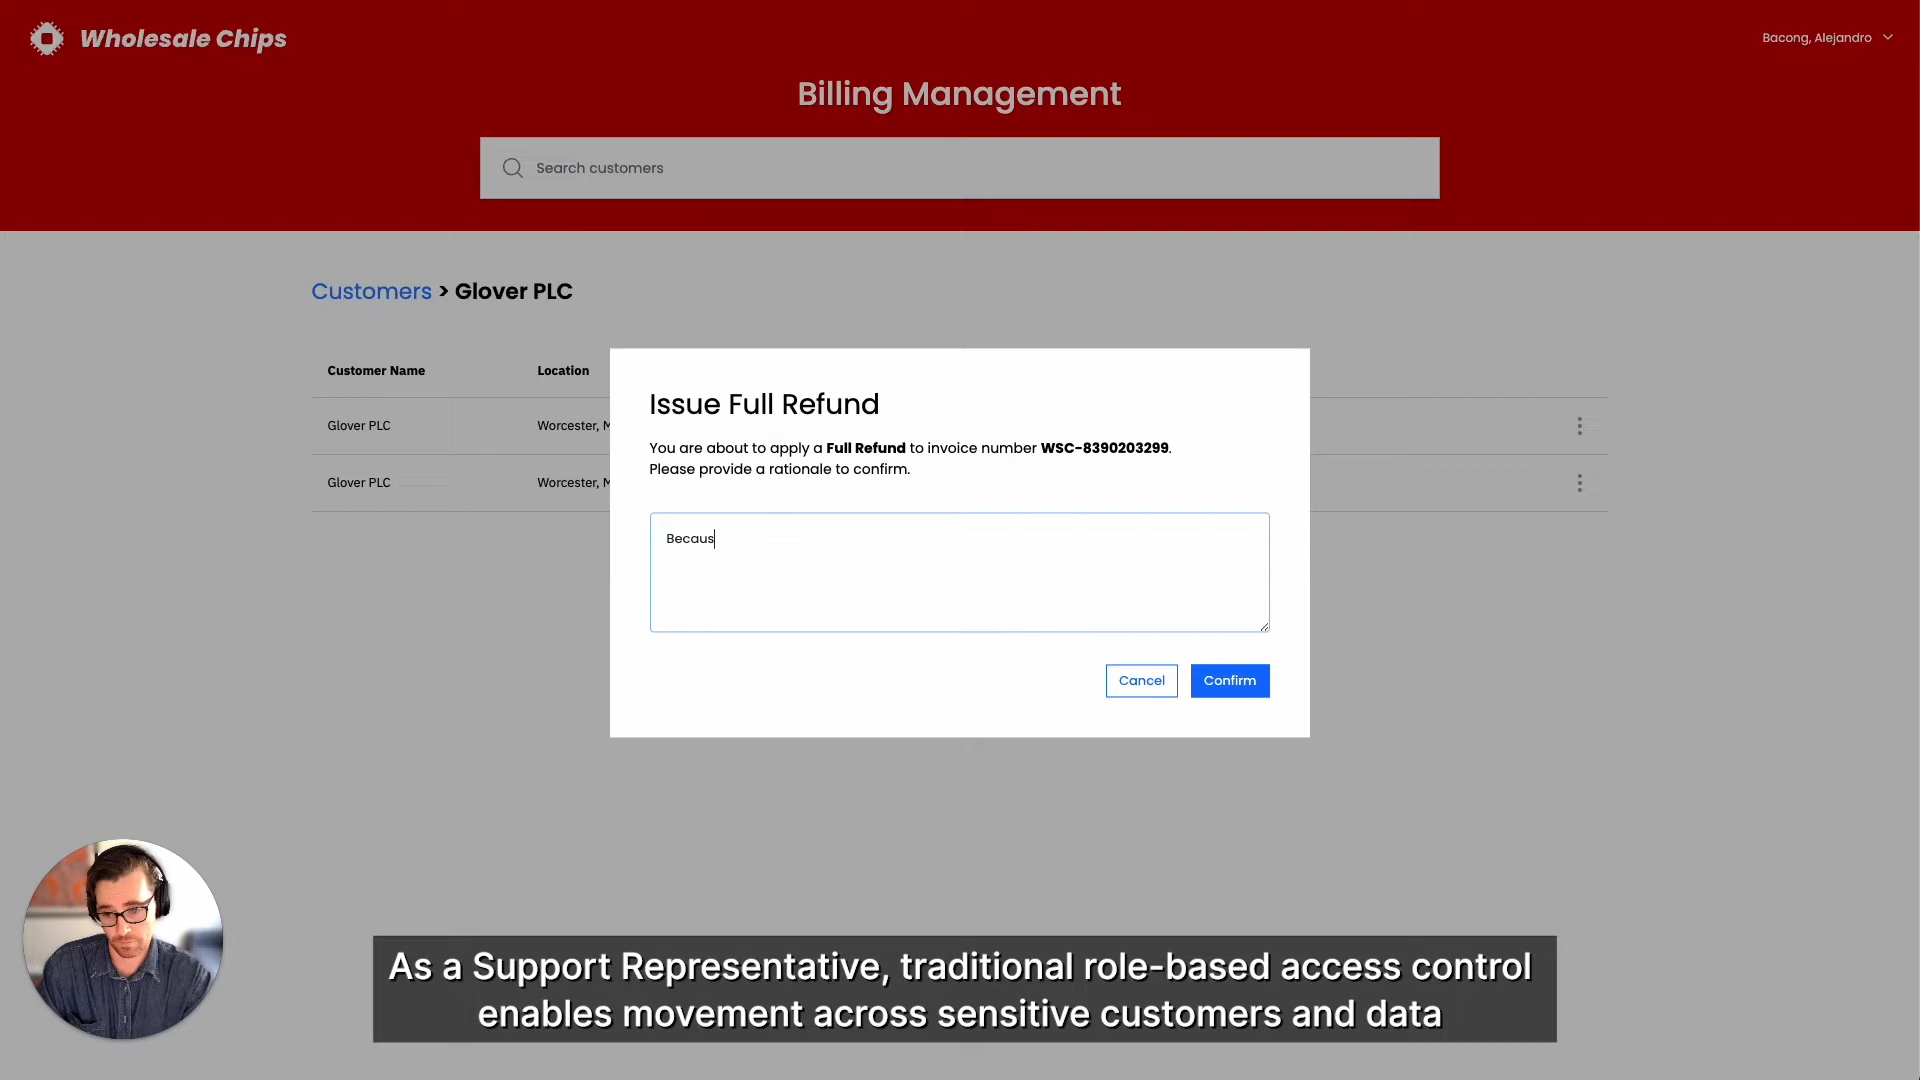 Wholesale Chips
Bacong, Alejandro
Billing Management
Search customers
Customers > Glover PLC
Customer Name
Location
Glover PLC
Worcester, M
Glover PLC
Worcester, M
Issue Full Refund
You are about to apply a Full Refund to invoice number WSC-8390203299.
Please provide a rationale to confirm.
Becaus
Cancel
Confirm
As a Support Representative, traditional role-based access control
enables movement across sensitive customers and data